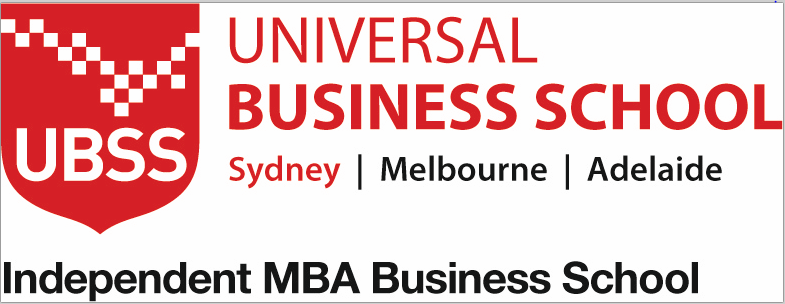 UNIVERSAL
BUSINESS SCHOOL
UBSS
Sydney | Melbourne | Adelaide
Independent MBA Business School